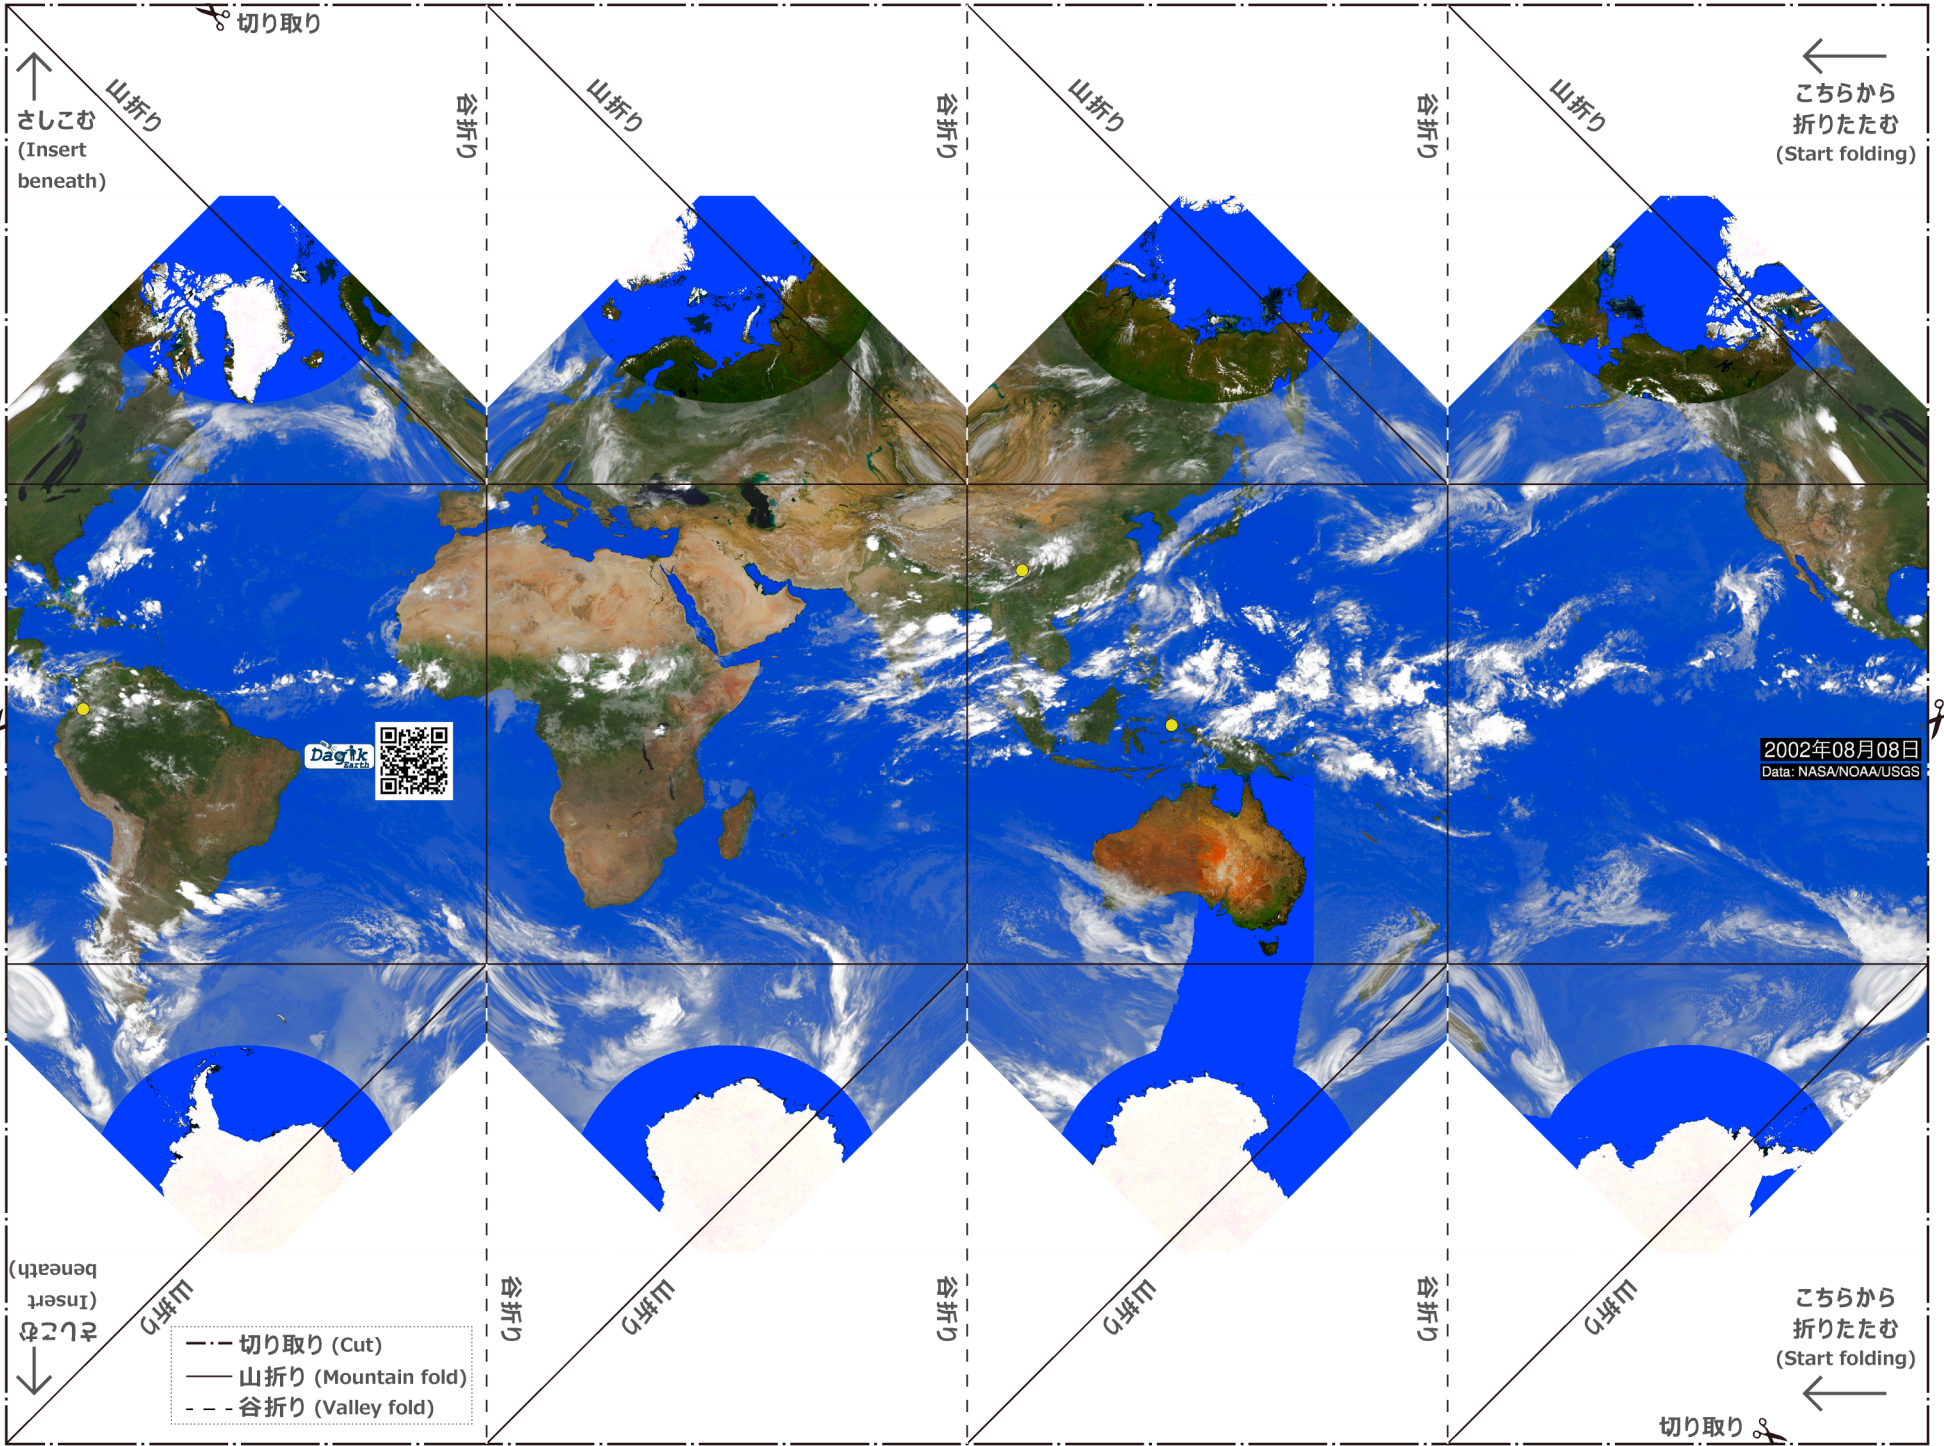 切り取り
山折り
谷折り
山折り
谷折り
山折り
谷折り
山折り
さしこむ
(Insert
beneath)
こちらから
折りたたむ
(Start folding)
Dagik
Earth
2002年08月08日
Data: NASA/NOAA/USGS
さしこむ
(Insert
beneath)
山折り
谷折り
山折り
谷折り
山折り
谷折り
山折り
こちらから
折りたたむ
(Start folding)
切り取り (Cut)
山折り (Mountain fold)
谷折り (Valley fold)
切り取り